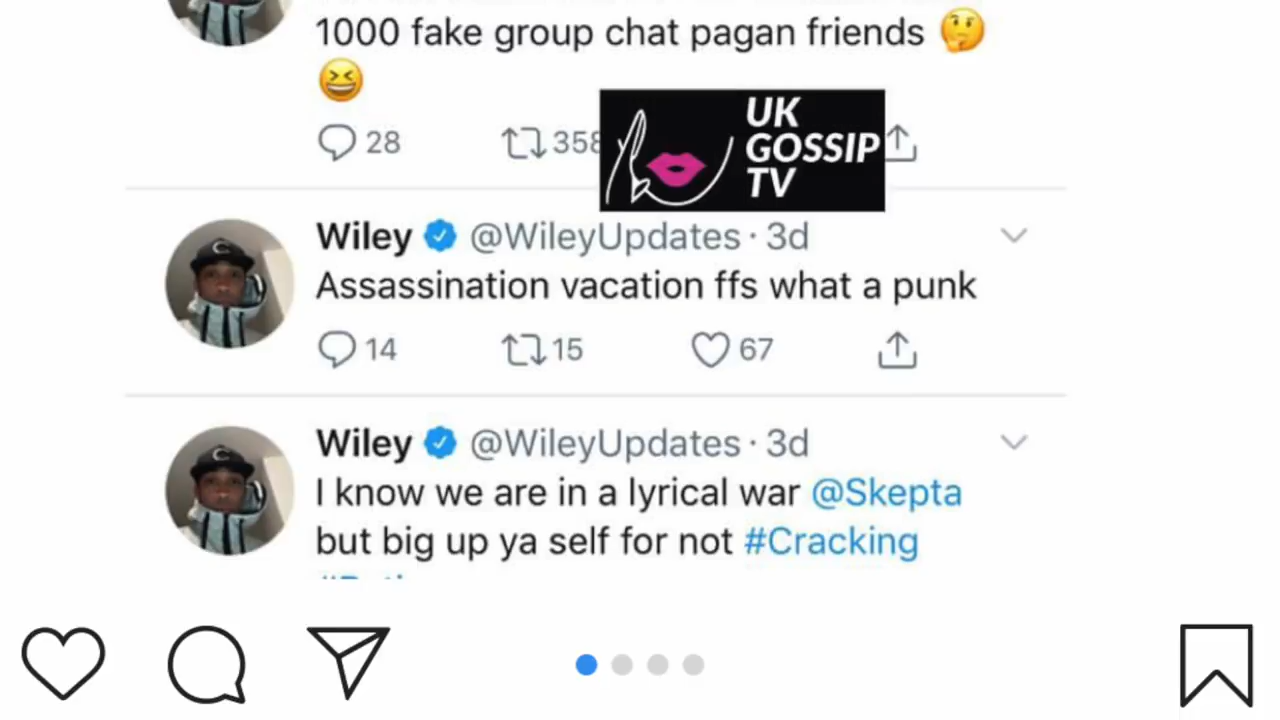 1000 fake group chat pagan friends 🤔
😆
28 358
UK
GOSSIP
TV
Wiley @WileyUpdates · 3d
Assassination vacation ffs what a punk
14 15 67
Wiley @WileyUpdates · 3d
I know we are in a lyrical war @Skepta
but big up ya self for not #Cracking